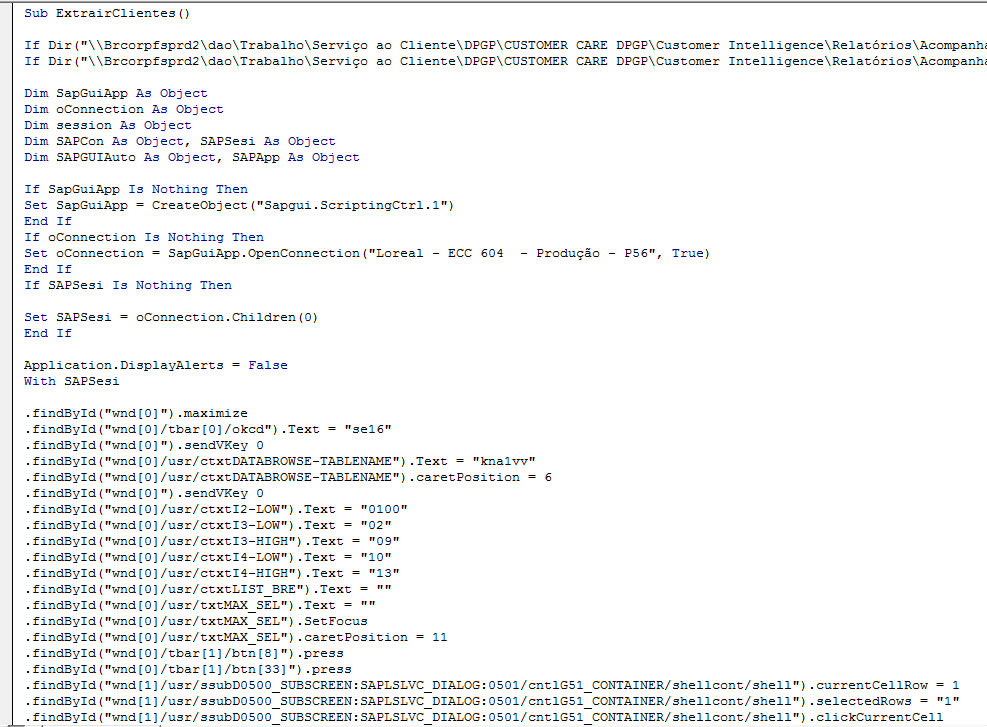 Sub ExtrairClientes()
If Dir("\\Brcorpfsprd2\dao\Trabalho\Serviço ao Cliente\DPGP\CUSTOMER CARE DPGP\Customer Intelligence\Relatórios\Acompanha
If Dir("\\Brcorpfsprd2\dao\Trabalho\Serviço ao Cliente\DPGP\CUSTOMER CARE DPGP\Customer Intelligence\Relatórios\Acompanha
Dim SapGuiApp As Object
Dim oConnection As Object
Dim session As Object
Dim SAPCon As Object, SAPSesi As Object
Dim SAPGUIAuto As Object, SAPApp As Object
If SapGuiApp Is Nothing Then
Set SapGuiApp = CreateObject("Sapgui.ScriptingCtrl.1")
End If
If oConnection Is Nothing Then
Set oConnection = SapGuiApp.OpenConnection("Loreal - ECC 604  - Produção - P56", True)
End If
If SAPSesi Is Nothing Then
Set SAPSesi = oConnection.Children(0)
End If
Application.DisplayAlerts = False
With SAPSesi
.findById("wnd[0]").maximize
.findById("wnd[0]/tbar[0]/okcd").Text = "se16"
.findById("wnd[0]").sendVKey 0
.findById("wnd[0]/usr/ctxtDATABROWSE-TABLENAME").Text = "kna1vv"
.findById("wnd[0]/usr/ctxtDATABROWSE-TABLENAME").caretPosition = 6
.findById("wnd[0]").sendVKey 0
.findById("wnd[0]/usr/ctxtI2-LOW").Text = "0100"
.findById("wnd[0]/usr/ctxtI3-LOW").Text = "02"
.findById("wnd[0]/usr/ctxtI3-HIGH").Text = "09"
.findById("wnd[0]/usr/ctxtI4-LOW").Text = "10"
.findById("wnd[0]/usr/ctxtI4-HIGH").Text = "13"
.findById("wnd[0]/usr/ctxtLIST_BRE").Text = ""
.findById("wnd[0]/usr/txtMAX_SEL").Text = ""
.findById("wnd[0]/usr/txtMAX_SEL").SetFocus
.findById("wnd[0]/usr/txtMAX_SEL").caretPosition = 11
.findById("wnd[0]/tbar[1]/btn[8]").press
.findById("wnd[0]/tbar[1]/btn[33]").press
.findById("wnd[1]/usr/ssubD0500_SUBSCREEN:SAPLSLVC_DIALOG:0501/cntlG51_CONTAINER/shellcont/shell").currentCellRow = 1
.findById("wnd[1]/usr/ssubD0500_SUBSCREEN:SAPLSLVC_DIALOG:0501/cntlG51_CONTAINER/shellcont/shell").selectedRows = "1"
.findById("wnd[1]/usr/ssubD0500_SUBSCREEN:SAPLSLVC_DIALOG:0501/cntlG51_CONTAINER/shellcont/shell").clickCurrentCell